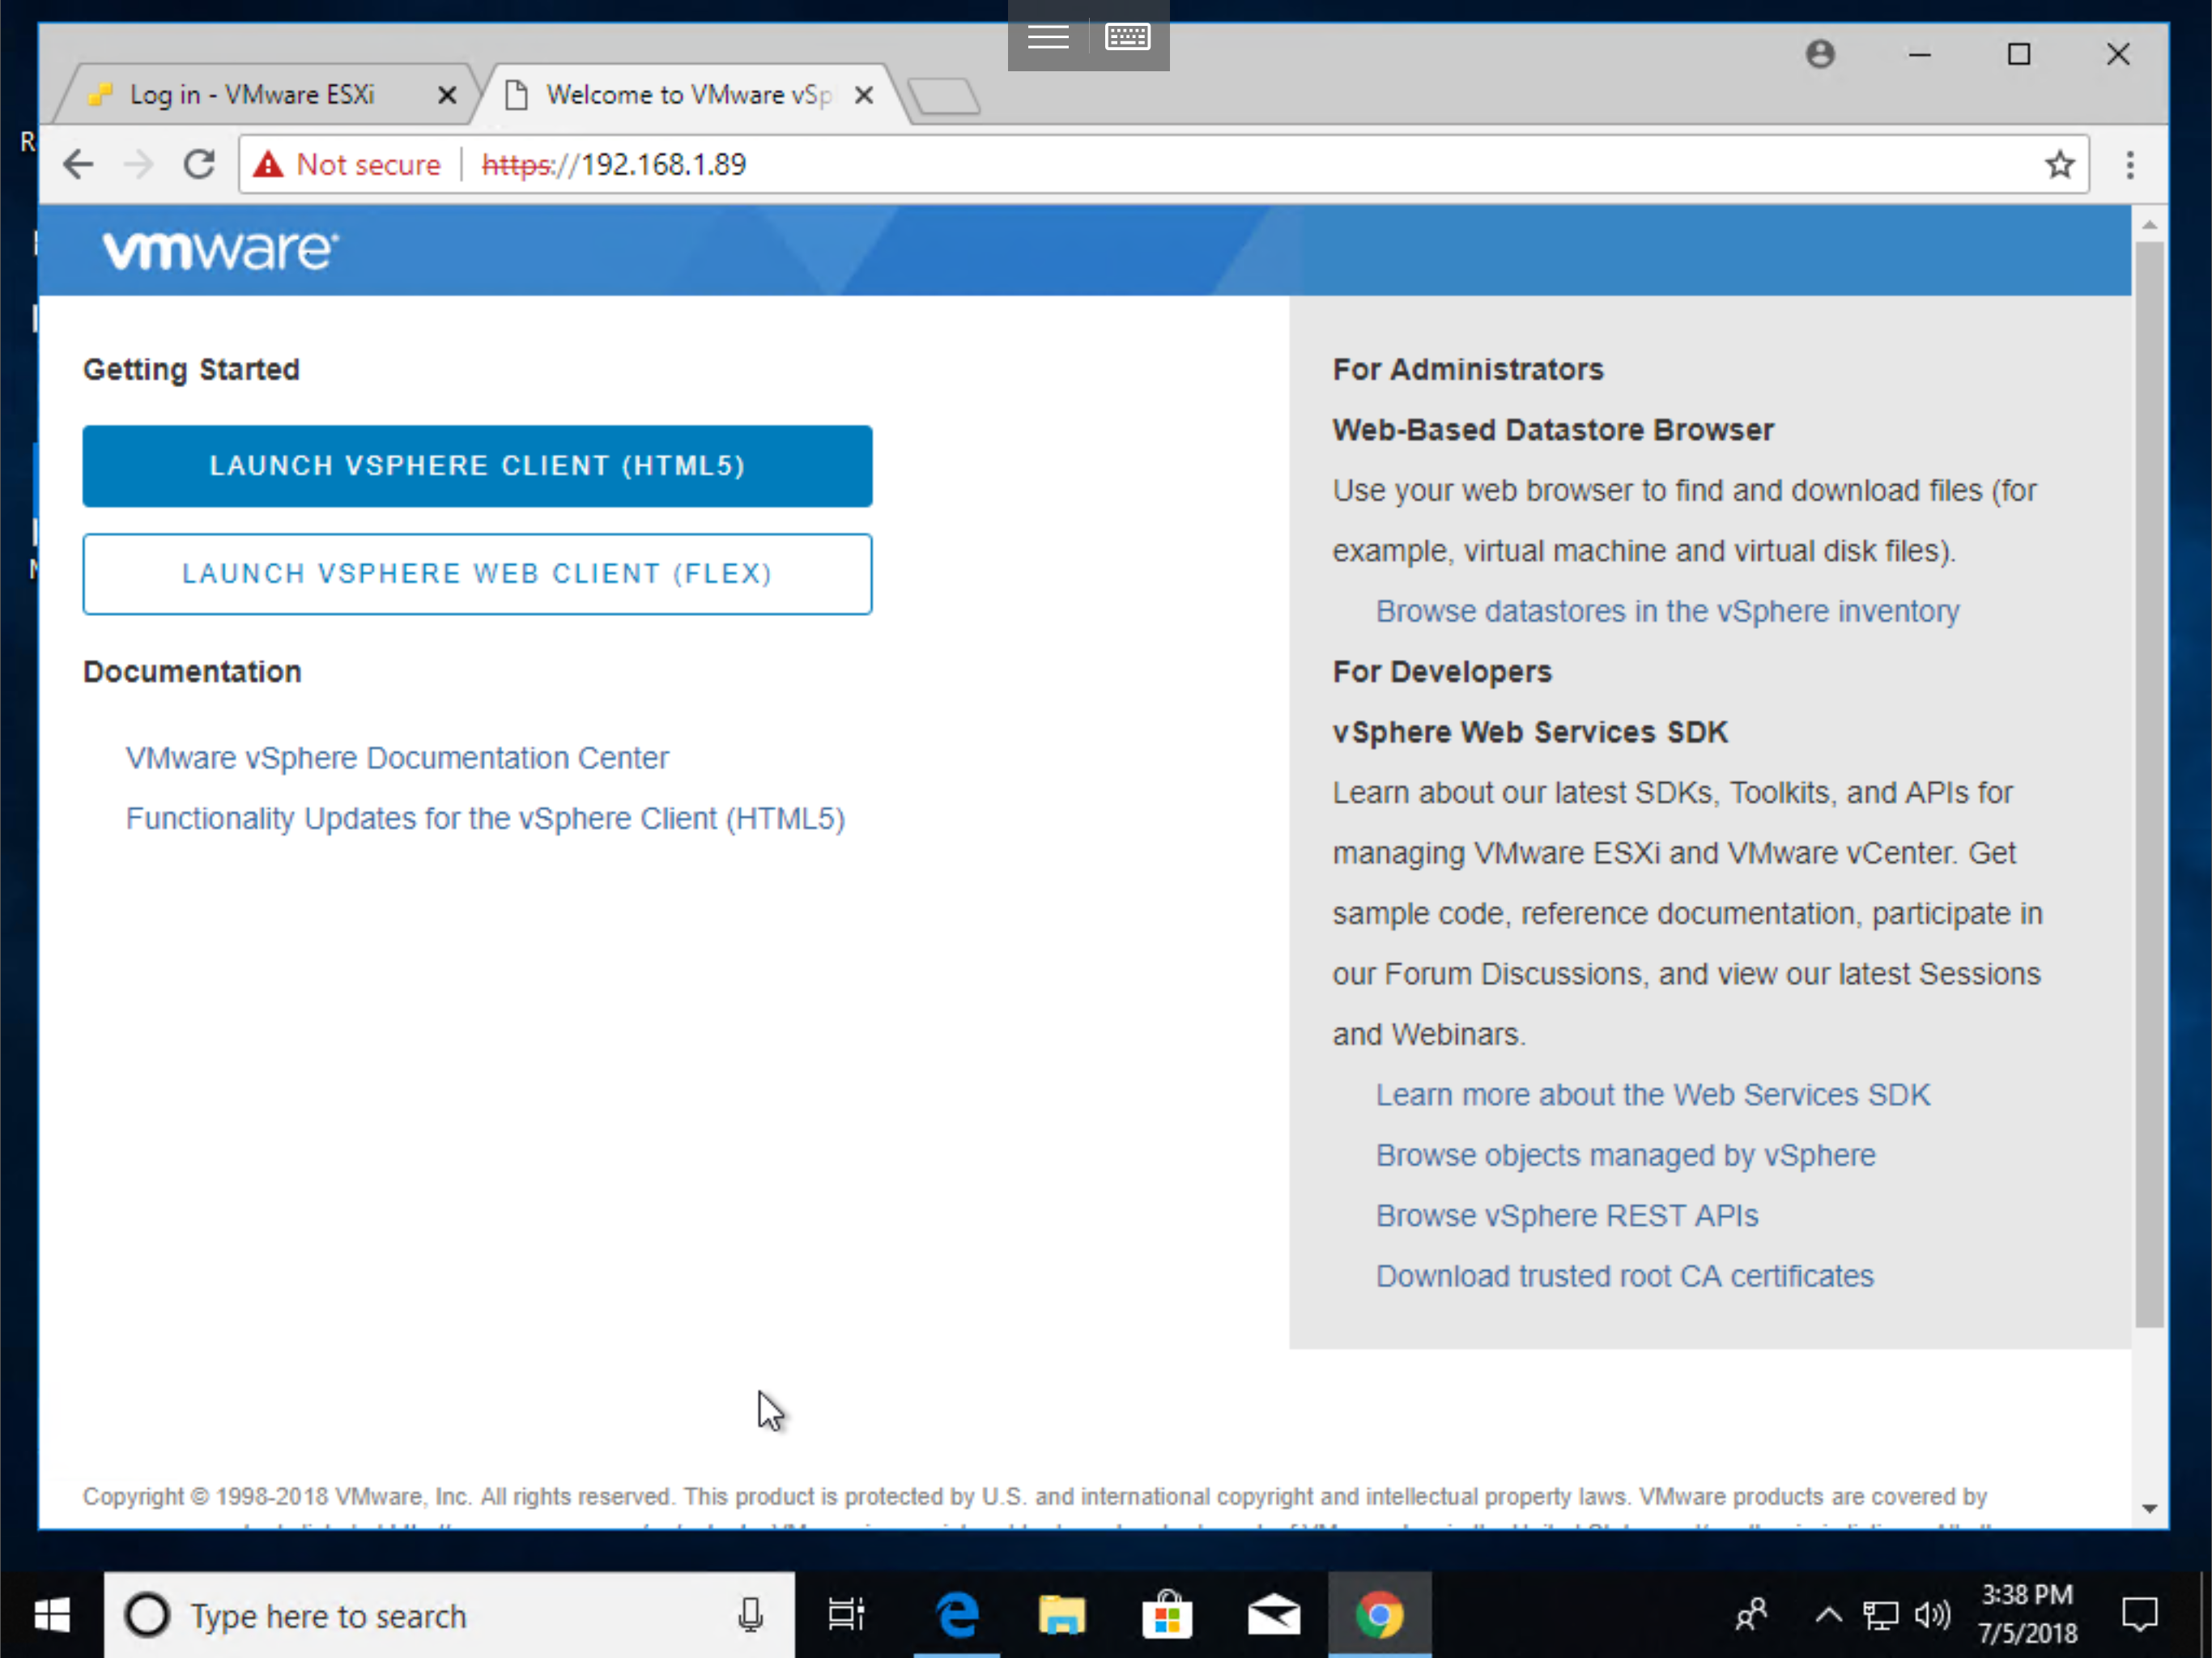 Log in - VMware ESXi
Welcome to VMware vSp
R
Not secure
https://192.168.1.89
vmware
Getting Started
LAUNCH VSPHERE CLIENT (HTML5)
LAUNCH VSPHERE WEB CLIENT (FLEX)
Documentation
VMware vSphere Documentation Center
Functionality Updates for the vSphere Client (HTML5)
For Administrators
Web-Based Datastore Browser
Use your web browser to find and download files (for
example, virtual machine and virtual disk files).
Browse datastores in the vSphere inventory
For Developers
vSphere Web Services SDK
Learn about our latest SDKs, Toolkits, and APIs for
managing VMware ESXi and VMware vCenter. Get
sample code, reference documentation, participate in
our Forum Discussions, and view our latest Sessions
and Webinars.
Learn more about the Web Services SDK
Browse objects managed by vSphere
Browse vSphere REST APIs
Download trusted root CA certificates
Copyright © 1998-2018 VMware, Inc. All rights reserved. This product is protected by U.S. and international copyright and intellectual property laws. VMware products are covered by
Type here to search
3:38 PM
7/5/2018